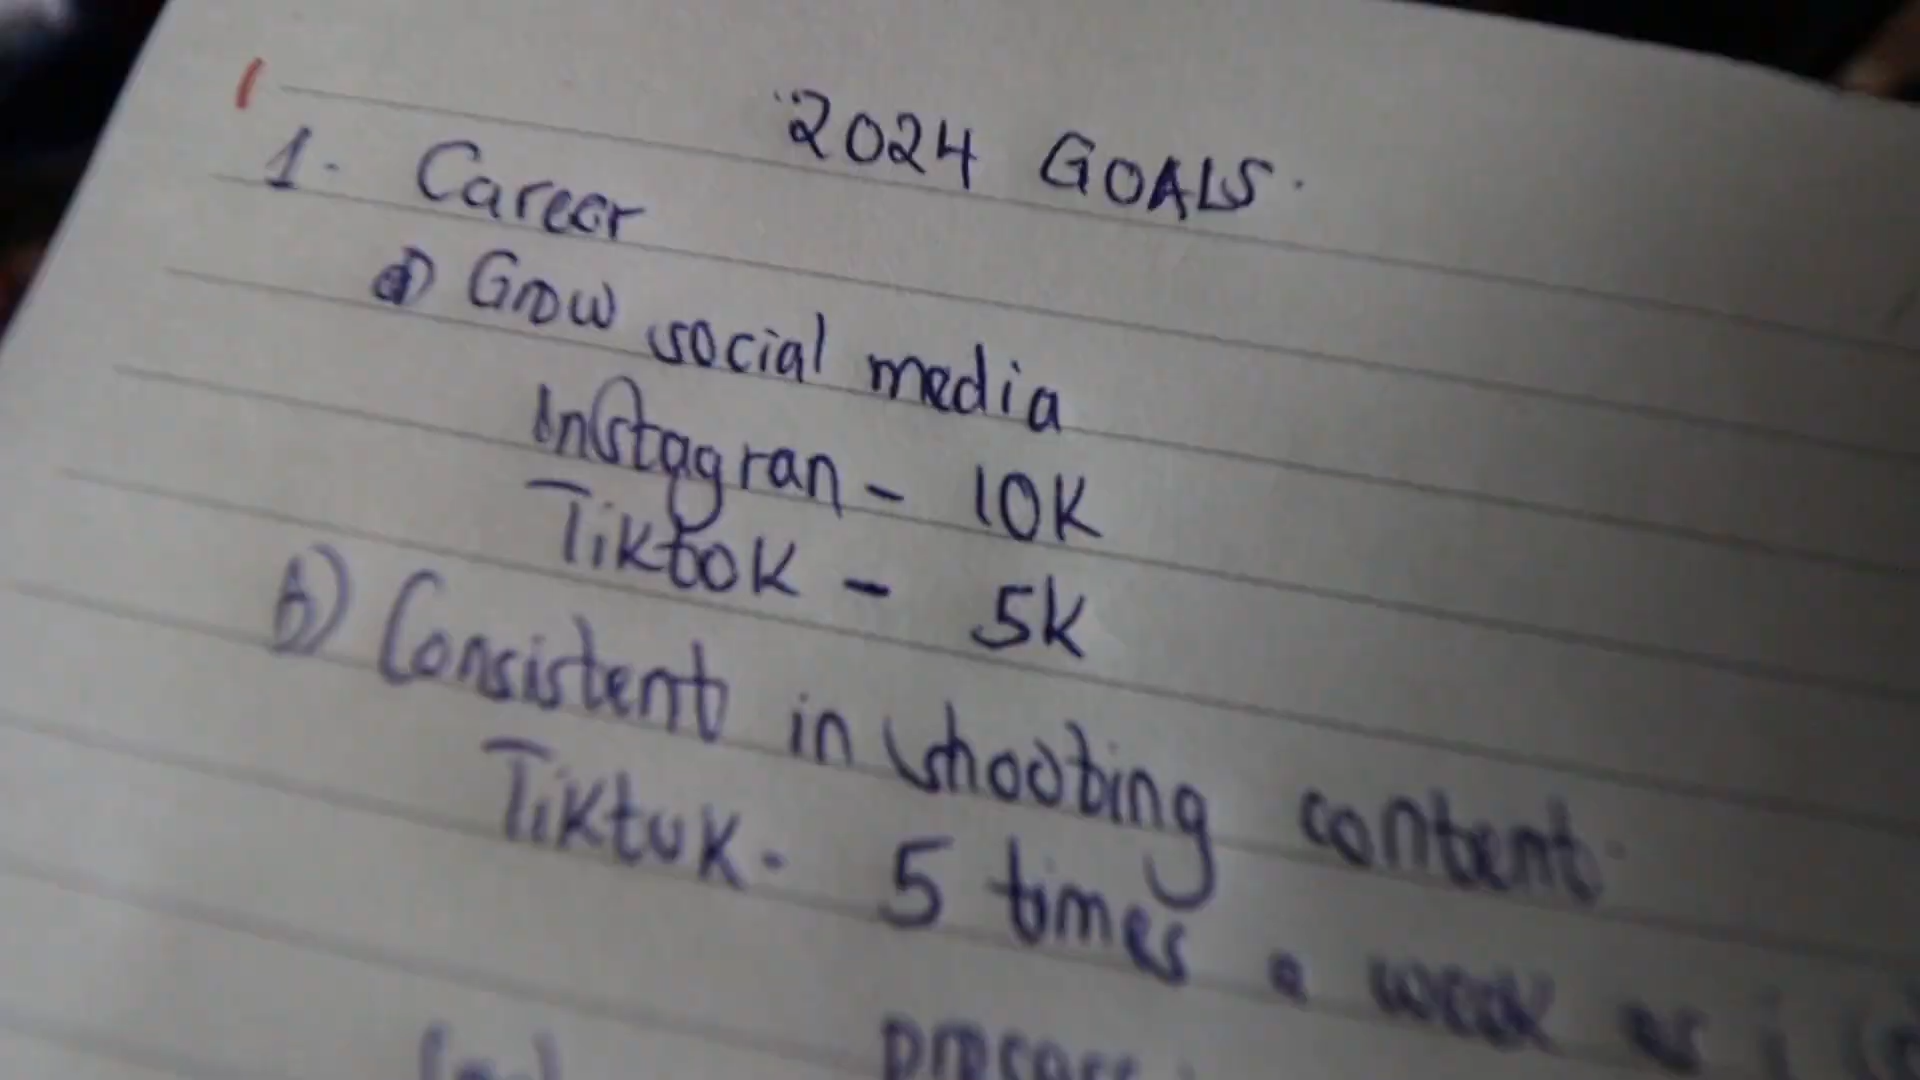 2024 GOALS.
1. Career
a) Grow social media
Instagran - 10K
Tiktok - 5K
b) Consistent in shooting content.
Tiktok. 5 times a week as i